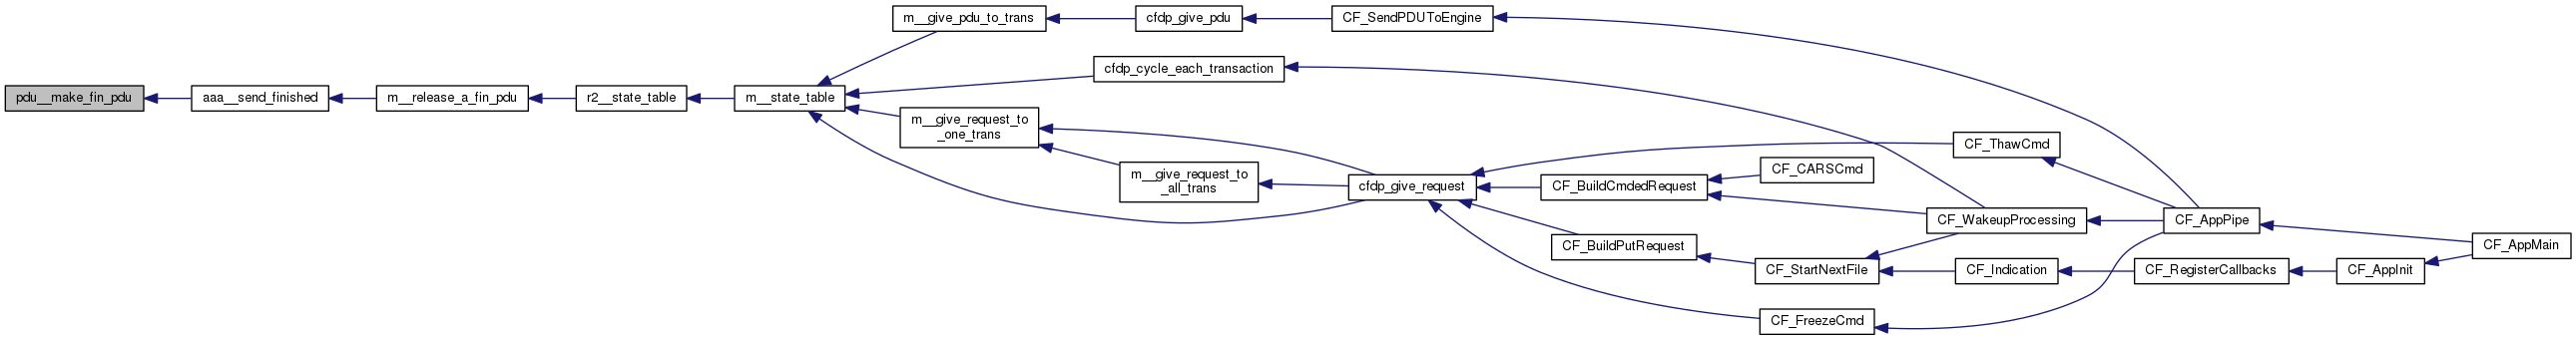 pdu__make_fin_pdu
aaa__send_finished
m__release_a_fin_pdu
r2__state_table
m__state_table
m__give_pdu_to_trans
cfdp_give_pdu
CF_SendPDUToEngine
cfdp_cycle_each_transaction
m__give_request_to
_one_trans
m__give_request_to
_all_trans
cfdp_give_request
CF_ThawCmd
CF_BuildCmdedRequest
CF_CARSCmd
CF_BuildPutRequest
CF_StartNextFile
CF_FreezeCmd
CF_WakeupProcessing
CF_Indication
CF_AppPipe
CF_RegisterCallbacks
CF_AppInit
CF_AppMain